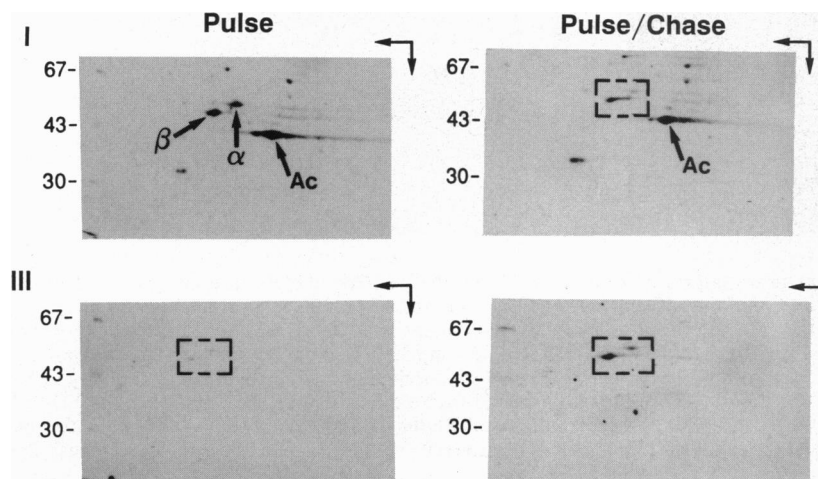 Pulse
Pulse/Chase
I
67-
43-
30-
β
α
Ac
67-
43-
30-
Ac
III
67-
43-
30-
67-
43-
30-